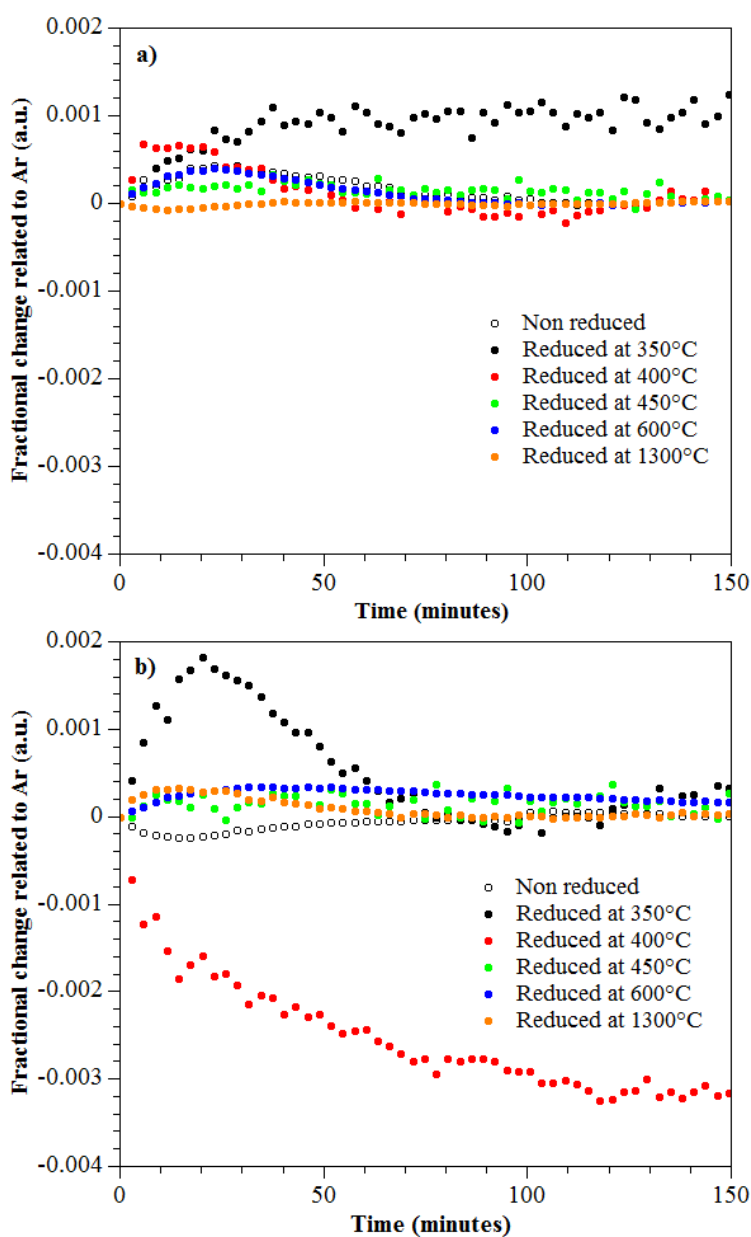 a)
Fractional change related to Ar (a.u.)
0.002
0.001
0
-0.001
-0.002
-0.003
-0.004
Non reduced
Reduced at 350°C
Reduced at 400°C
Reduced at 450°C
Reduced at 600°C
Reduced at 1300°C
0 50 100 150
Time (minutes)
b)
Fractional change related to Ar (a.u.)
0.002
0.001
0
-0.001
-0.002
-0.003
-0.004
Non reduced
Reduced at 350°C
Reduced at 400°C
Reduced at 450°C
Reduced at 600°C
Reduced at 1300°C
0 50 100 150
Time (minutes)